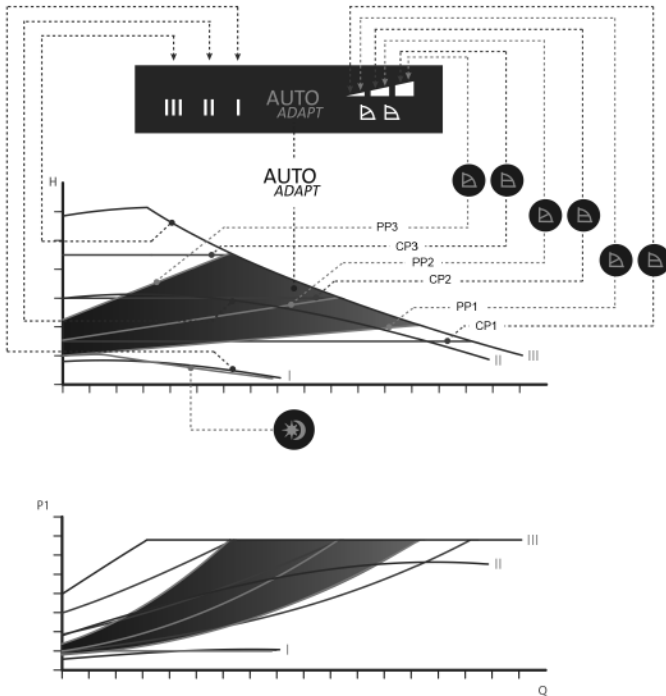 III II I AUTO
ADAPT
AUTO
ADAPT
H
PP3
CP3
PP2
CP2
PP1
CP1
III
II
I
P1
III
II
I
Q